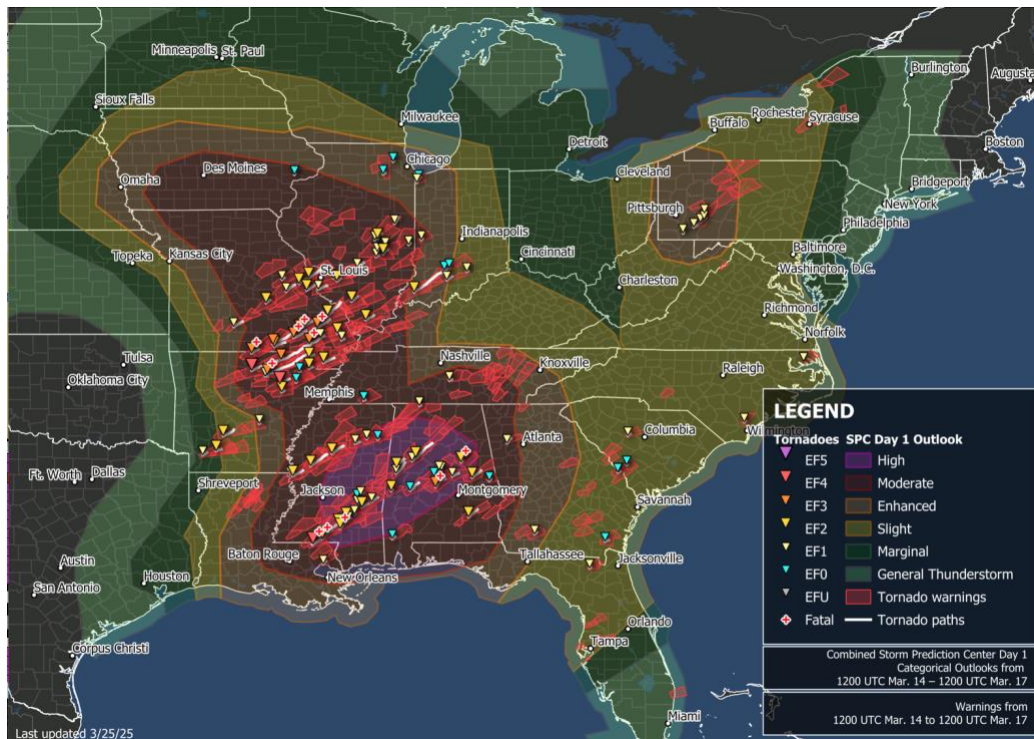 Minneapolis
St. Paul
Sioux Falls
Milwaukee
Burlington
Augusta
Rochester
Buffalo
Syracuse
Boston
Detroit
Chicago
Des Moines
Omaha
Cleveland
Bridgeport
New York
Pittsburgh
Philadelphia
Indianapolis
Topeka
Kansas City
St. Louis
Cincinnati
Baltimore
Washington, D.C.
Charleston
Richmond
Norfolk
Tulsa
Oklahoma City
Nashville
Knoxville
Raleigh
Memphis
Wilmington
Columbia
Atlanta
Ft. Worth
Dallas
Shreveport
Jackson
Montgomery
Savannah
Austin
San Antonio
Houston
Baton Rouge
New Orleans
Tallahassee
Jacksonville
Orlando
Tampa
Corpus Christi
Miami
LEGEND
Tornadoes SPC Day 1 Outlook
EF5 High
EF4 Moderate
EF3 Enhanced
EF2 Slight
EF1 Marginal
EF0 General Thunderstorm
EFU Tornado warnings
Fatal Tornado paths
Combined Storm Prediction Center Day 1
Categorical Outlooks from
1200 UTC Mar. 14 – 1200 UTC Mar. 17
Warnings from
1200 UTC Mar. 14 to 1200 UTC Mar. 17
Last updated 3/25/25